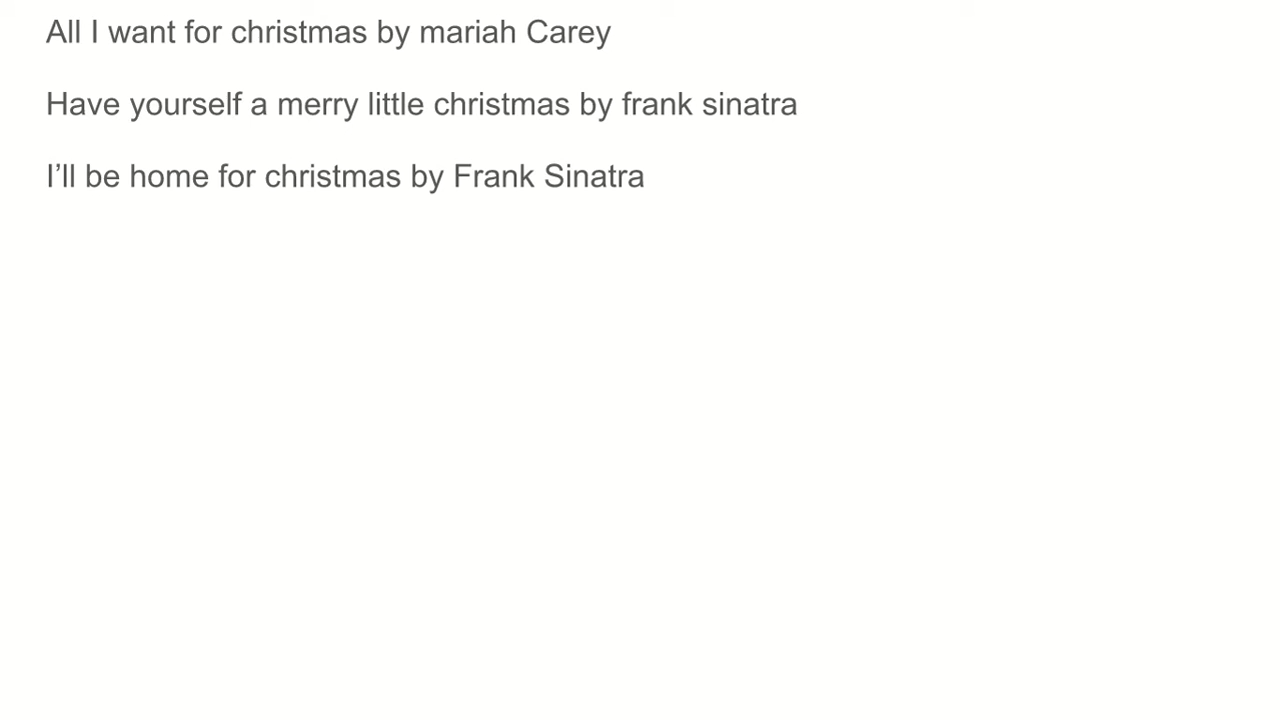 All I want for christmas by mariah Carey
Have yourself a merry little christmas by frank sinatra
I’ll be home for christmas by Frank Sinatra